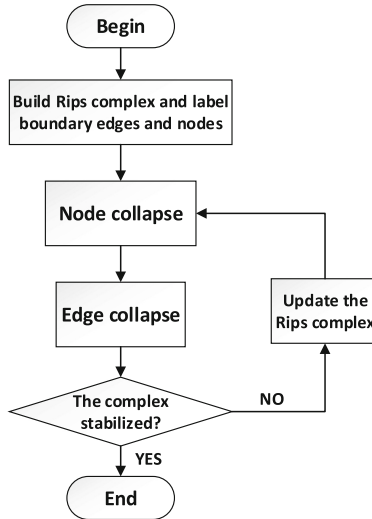 Begin
Build Rips complex and label
boundary edges and nodes
Node collapse
Edge collapse
Update the
Rips complex
The complex
stabilized?
NO
YES
End